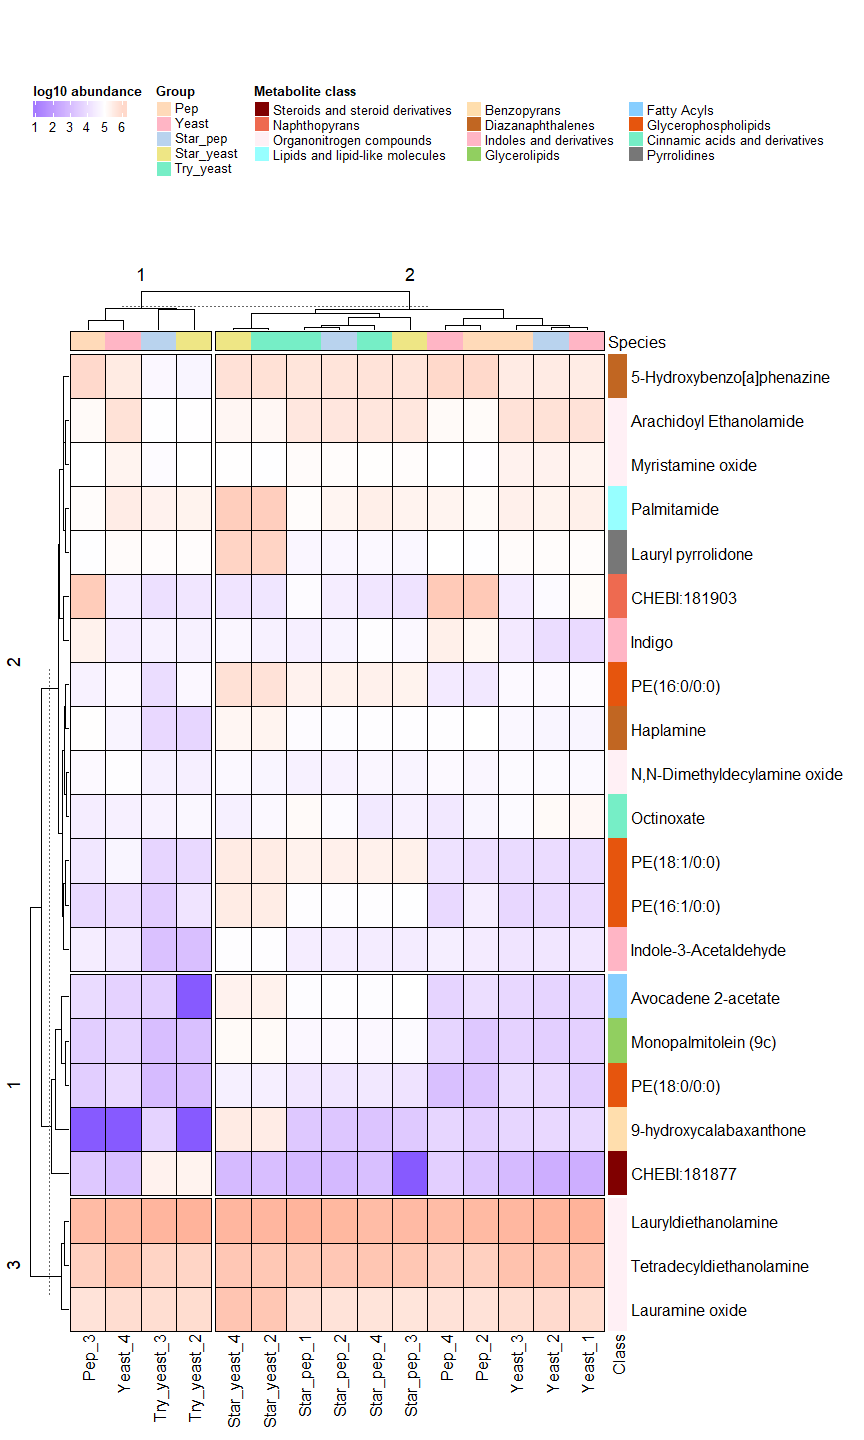 log10 abundance
1 2 3 4 5 6
Group
Pep
Yeast
Star_pep
Star_yeast
Try_yeast
Metabolite class
Steroids and steroid derivatives
Naphthopyrans
Organonitrogen compounds
Lipids and lipid-like molecules
Benzopyrans
Diazanaphthalenes
Indoles and derivatives
Glycerolipids
Fatty Acyls
Glycerophospholipids
Cinnamic acids and derivatives
Pyrrolidines
1 2
Species
5-Hydroxybenzo[a]phenazine
Arachidoyl Ethanolamide
Myristamine oxide
Palmitamide
Lauryl pyrrolidone
CHEBI:181903
Indigo
2
PE(16:0/0:0)
Haplamine
N,N-Dimethyldecylamine oxide
Octinoxate
PE(18:1/0:0)
PE(16:1/0:0)
Indole-3-Acetaldehyde
Avocadene 2-acetate
Monopalmitolein (9c)
1
PE(18:0/0:0)
9-hydroxycalabaxanthone
CHEBI:181877
Lauryldiethanolamine
3
Tetradecyldiethanolamine
Lauramine oxide
Pep_3
Yeast_4
Try_yeast_3
Try_yeast_2
Star_yeast_4
Star_yeast_2
Star_pep_1
Star_pep_2
Star_pep_4
Star_pep_3
Pep_4
Pep_2
Yeast_3
Yeast_2
Yeast_1
Class